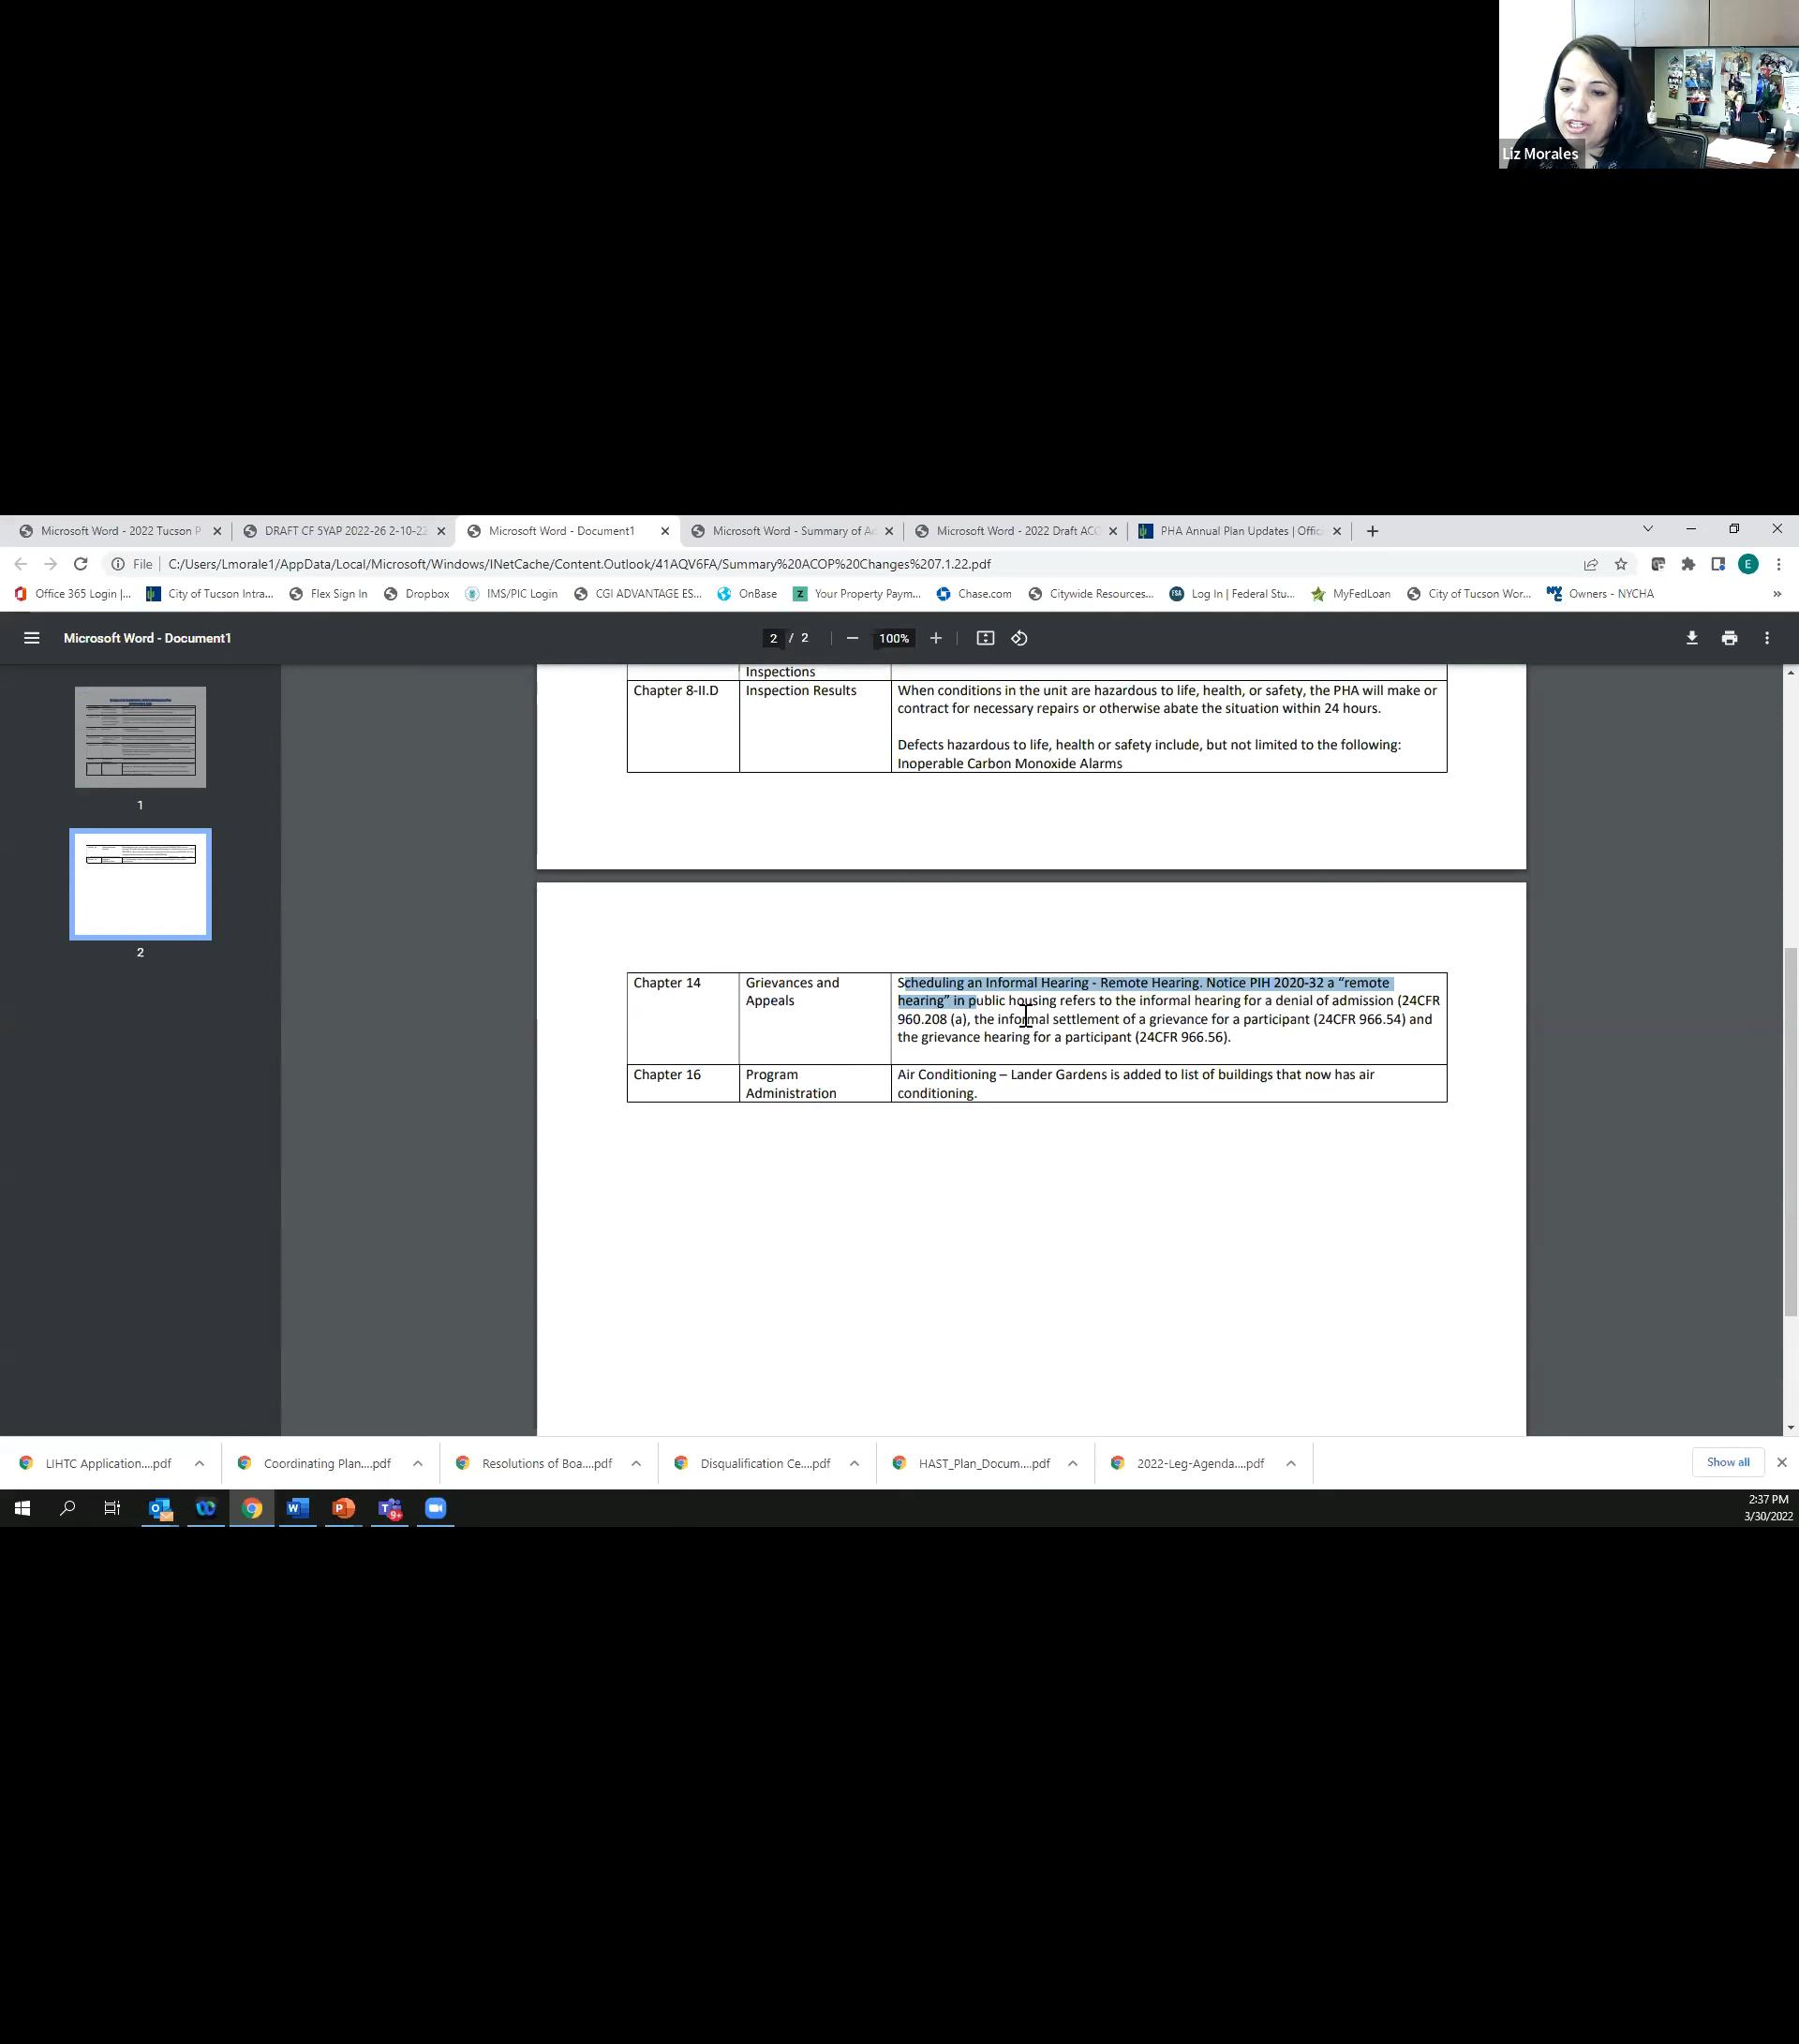 Liz Morales
Microsoft Word - 2022 Tucson P
DRAFT CF 5YAP 2022-26 2-10-22
Microsoft Word - Document1
Microsoft Word - Summary of Ac
Microsoft Word - 2022 Draft ACO
PHA Annual Plan Updates | Offic
File
C:/Users/Lmorale1/AppData/Local/Microsoft/Windows/INetCache/Content.Outlook/41AQV6FA/Summary%20ACOP%20Changes%207.1.22.pdf
E
Office 365 Login |...
City of Tucson Intra...
Flex Sign In
Dropbox
IMS/PIC Login
CGI ADVANTAGE ES...
OnBase
Your Property Paym...
Chase.com
Citywide Resources...
Log In | Federal Stu...
MyFedLoan
City of Tucson Wor...
Owners - NYCHA
Microsoft Word - Document1
2 / 2
100%
1
2
Inspections
Chapter 8-II.D
Inspection Results
When conditions in the unit are hazardous to life, health, or safety, the PHA will make or
contract for necessary repairs or otherwise abate the situation within 24 hours.
Defects hazardous to life, health or safety include, but not limited to the following:
Inoperable Carbon Monoxide Alarms
Chapter 14
Grievances and
Appeals
Scheduling an Informal Hearing - Remote Hearing. Notice PIH 2020-32 a “remote
hearing” in public housing refers to the informal hearing for a denial of admission (24CFR
960.208 (a), the informal settlement of a grievance for a participant (24CFR 966.54) and
the grievance hearing for a participant (24CFR 966.56).
Chapter 16
Program
Administration
Air Conditioning – Lander Gardens is added to list of buildings that now has air
conditioning.
LIHTC Application....pdf
Coordinating Plan....pdf
Resolutions of Boa....pdf
Disqualification Ce....pdf
HAST_Plan_Docum....pdf
2022-Leg-Agenda....pdf
Show all
9+
2:37 PM
3/30/2022